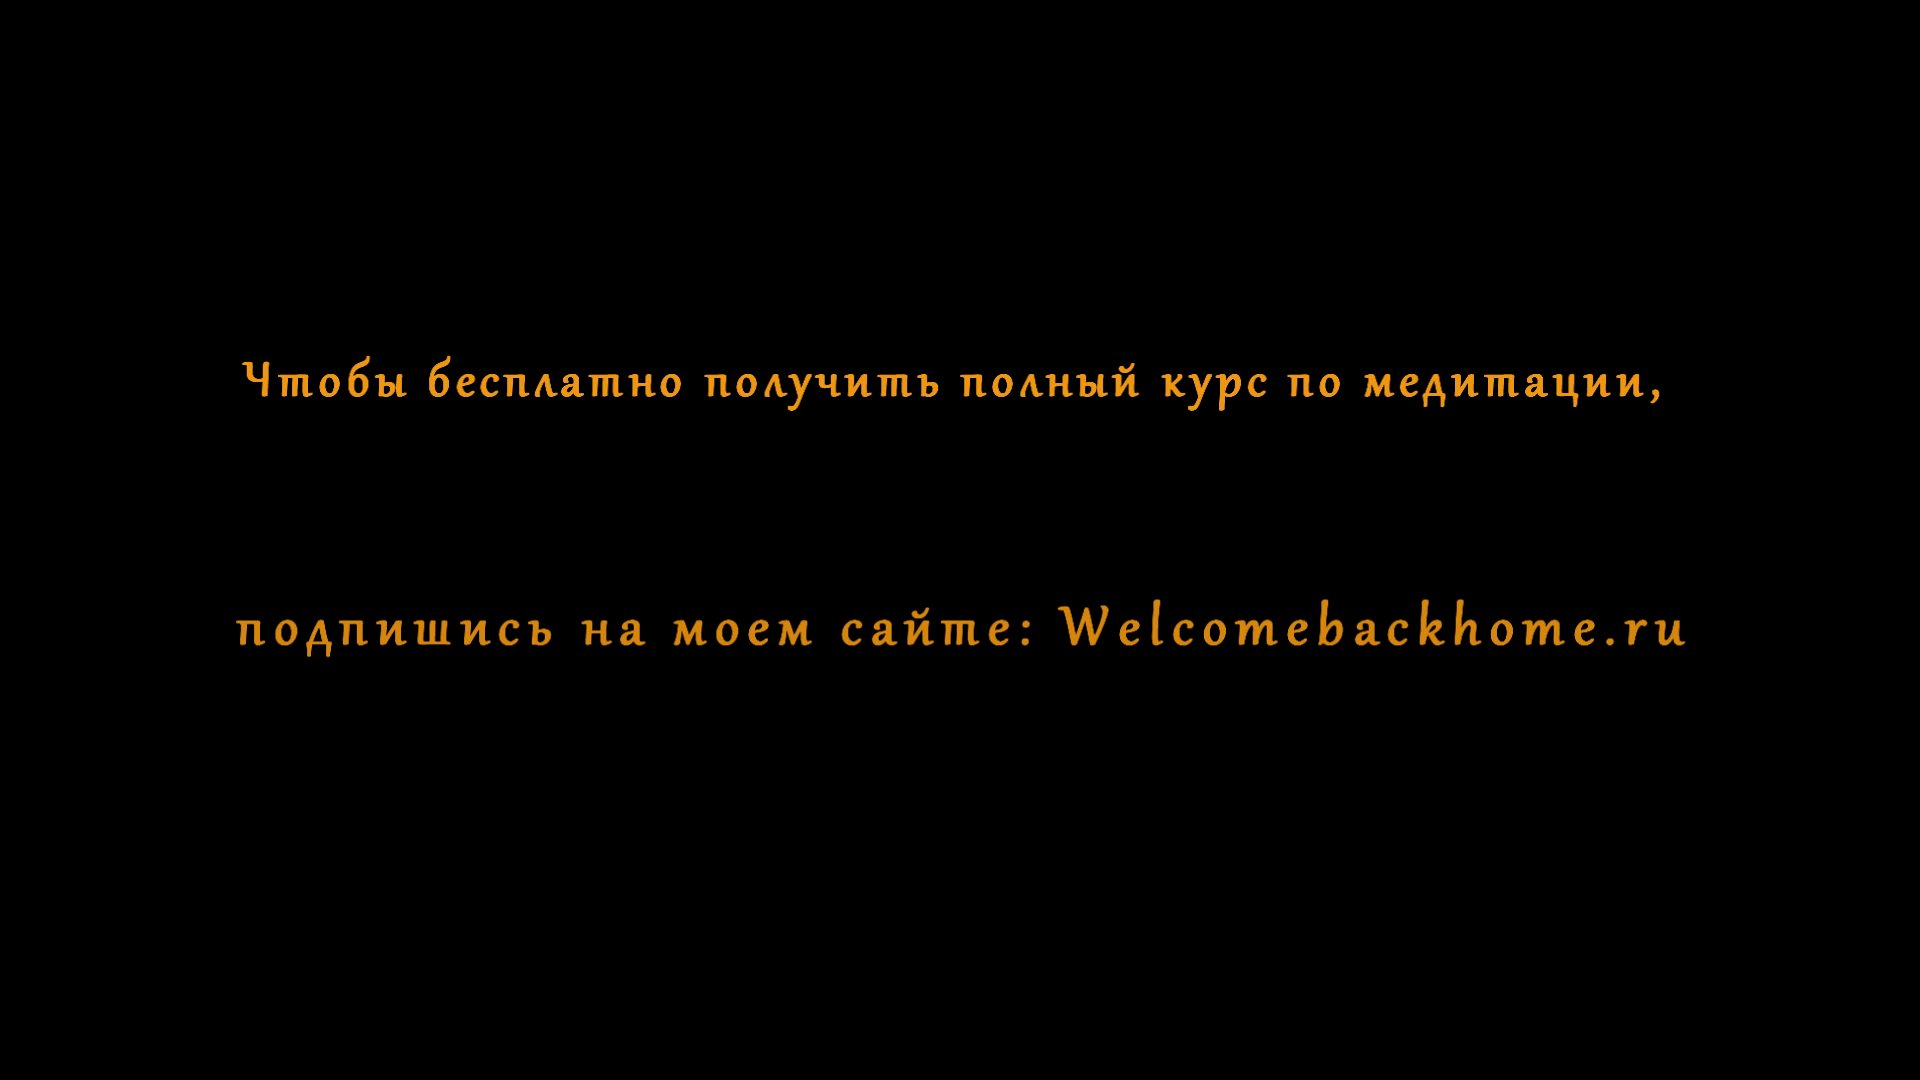 Чтобы бесплатно получить полный курс по медитации,
подпишись на моем сайте: Welcomebackhome.ru